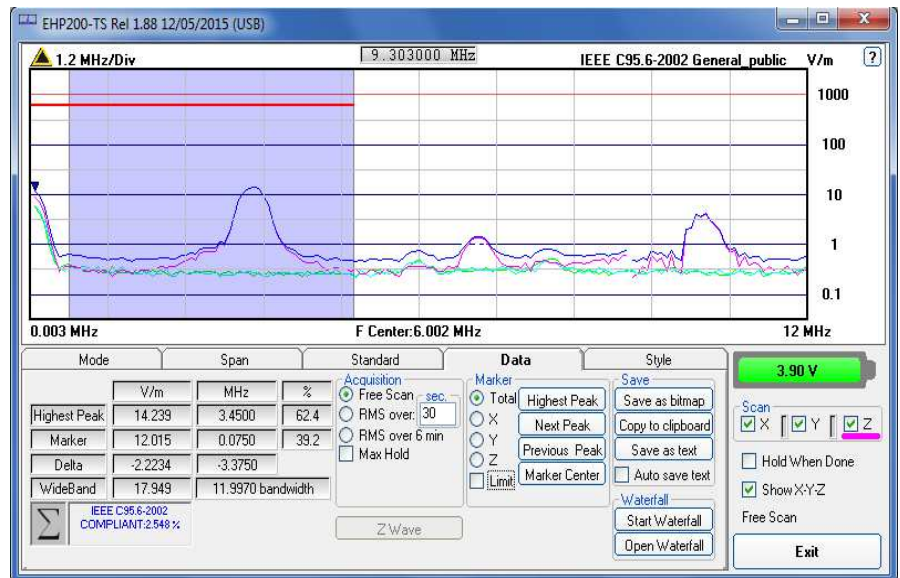 EHP200-TS Rel 1.88 12/05/2015 (USB)
1.2 MHz/Div
9.303000 MHz
IEEE C95.6-2002 General_public V/m
?
1000
100
10
1
0.1
0.003 MHz
F Center:6.002 MHz
12 MHz
Mode Span Standard Data Style
V/m MHz %
Highest Peak 14.239 3.4500 62.4
Marker 12.015 0.0750 39.2
Delta -2.2234 -3.3750
WideBand 17.949 11.9970 bandwidth
Σ
IEEE C95.6-2002
COMPLIANT:2.548 %
Acquisition
Free Scan sec.
RMS over: 30
RMS over 6 min
Max Hold
Z Wave
Marker
Total
X
Y
Z
Limit
Highest Peak
Next Peak
Previous Peak
Marker Center
Save
Save as bitmap
Copy to clipboard
Save as text
Auto save text
Waterfall
Start Waterfall
Open Waterfall
3.90 V
Scan
X Y Z
Hold When Done
Show X-Y-Z
Free Scan
Exit